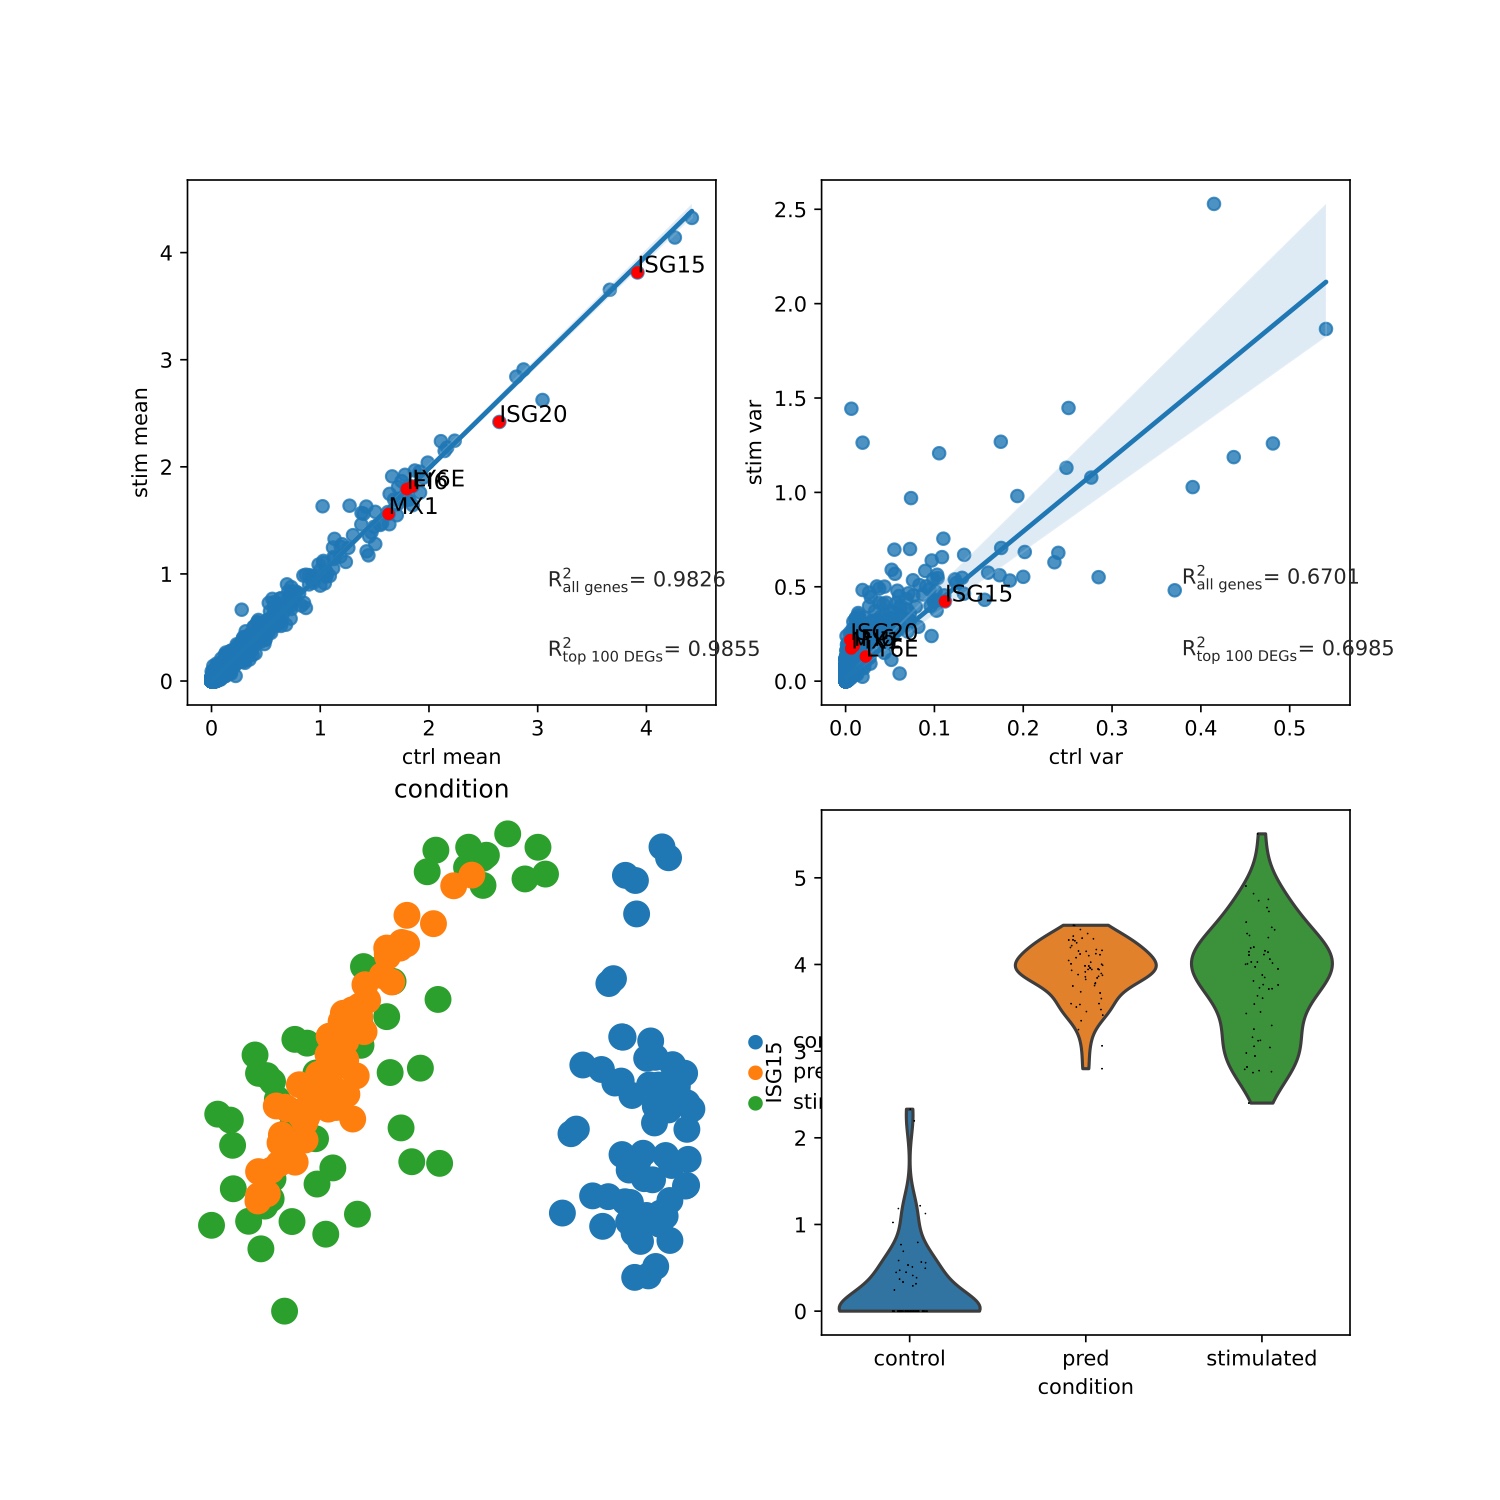 4
3
2
1
0
stim mean
ISG15
ISG20
LY6E
IFI6
MX1
R²all genes= 0.9826
R²top 100 DEGs= 0.9855
0 1 2 3 4
ctrl mean
2.5
2.0
1.5
1.0
0.5
0.0
stim var
ISG15
ISG20
LY6E
R²all genes= 0.6701
R²top 100 DEGs= 0.6985
0.0 0.1 0.2 0.3 0.4 0.5
ctrl var
condition
5
4
3
2
1
0
ISG15
control pred stimulated
condition